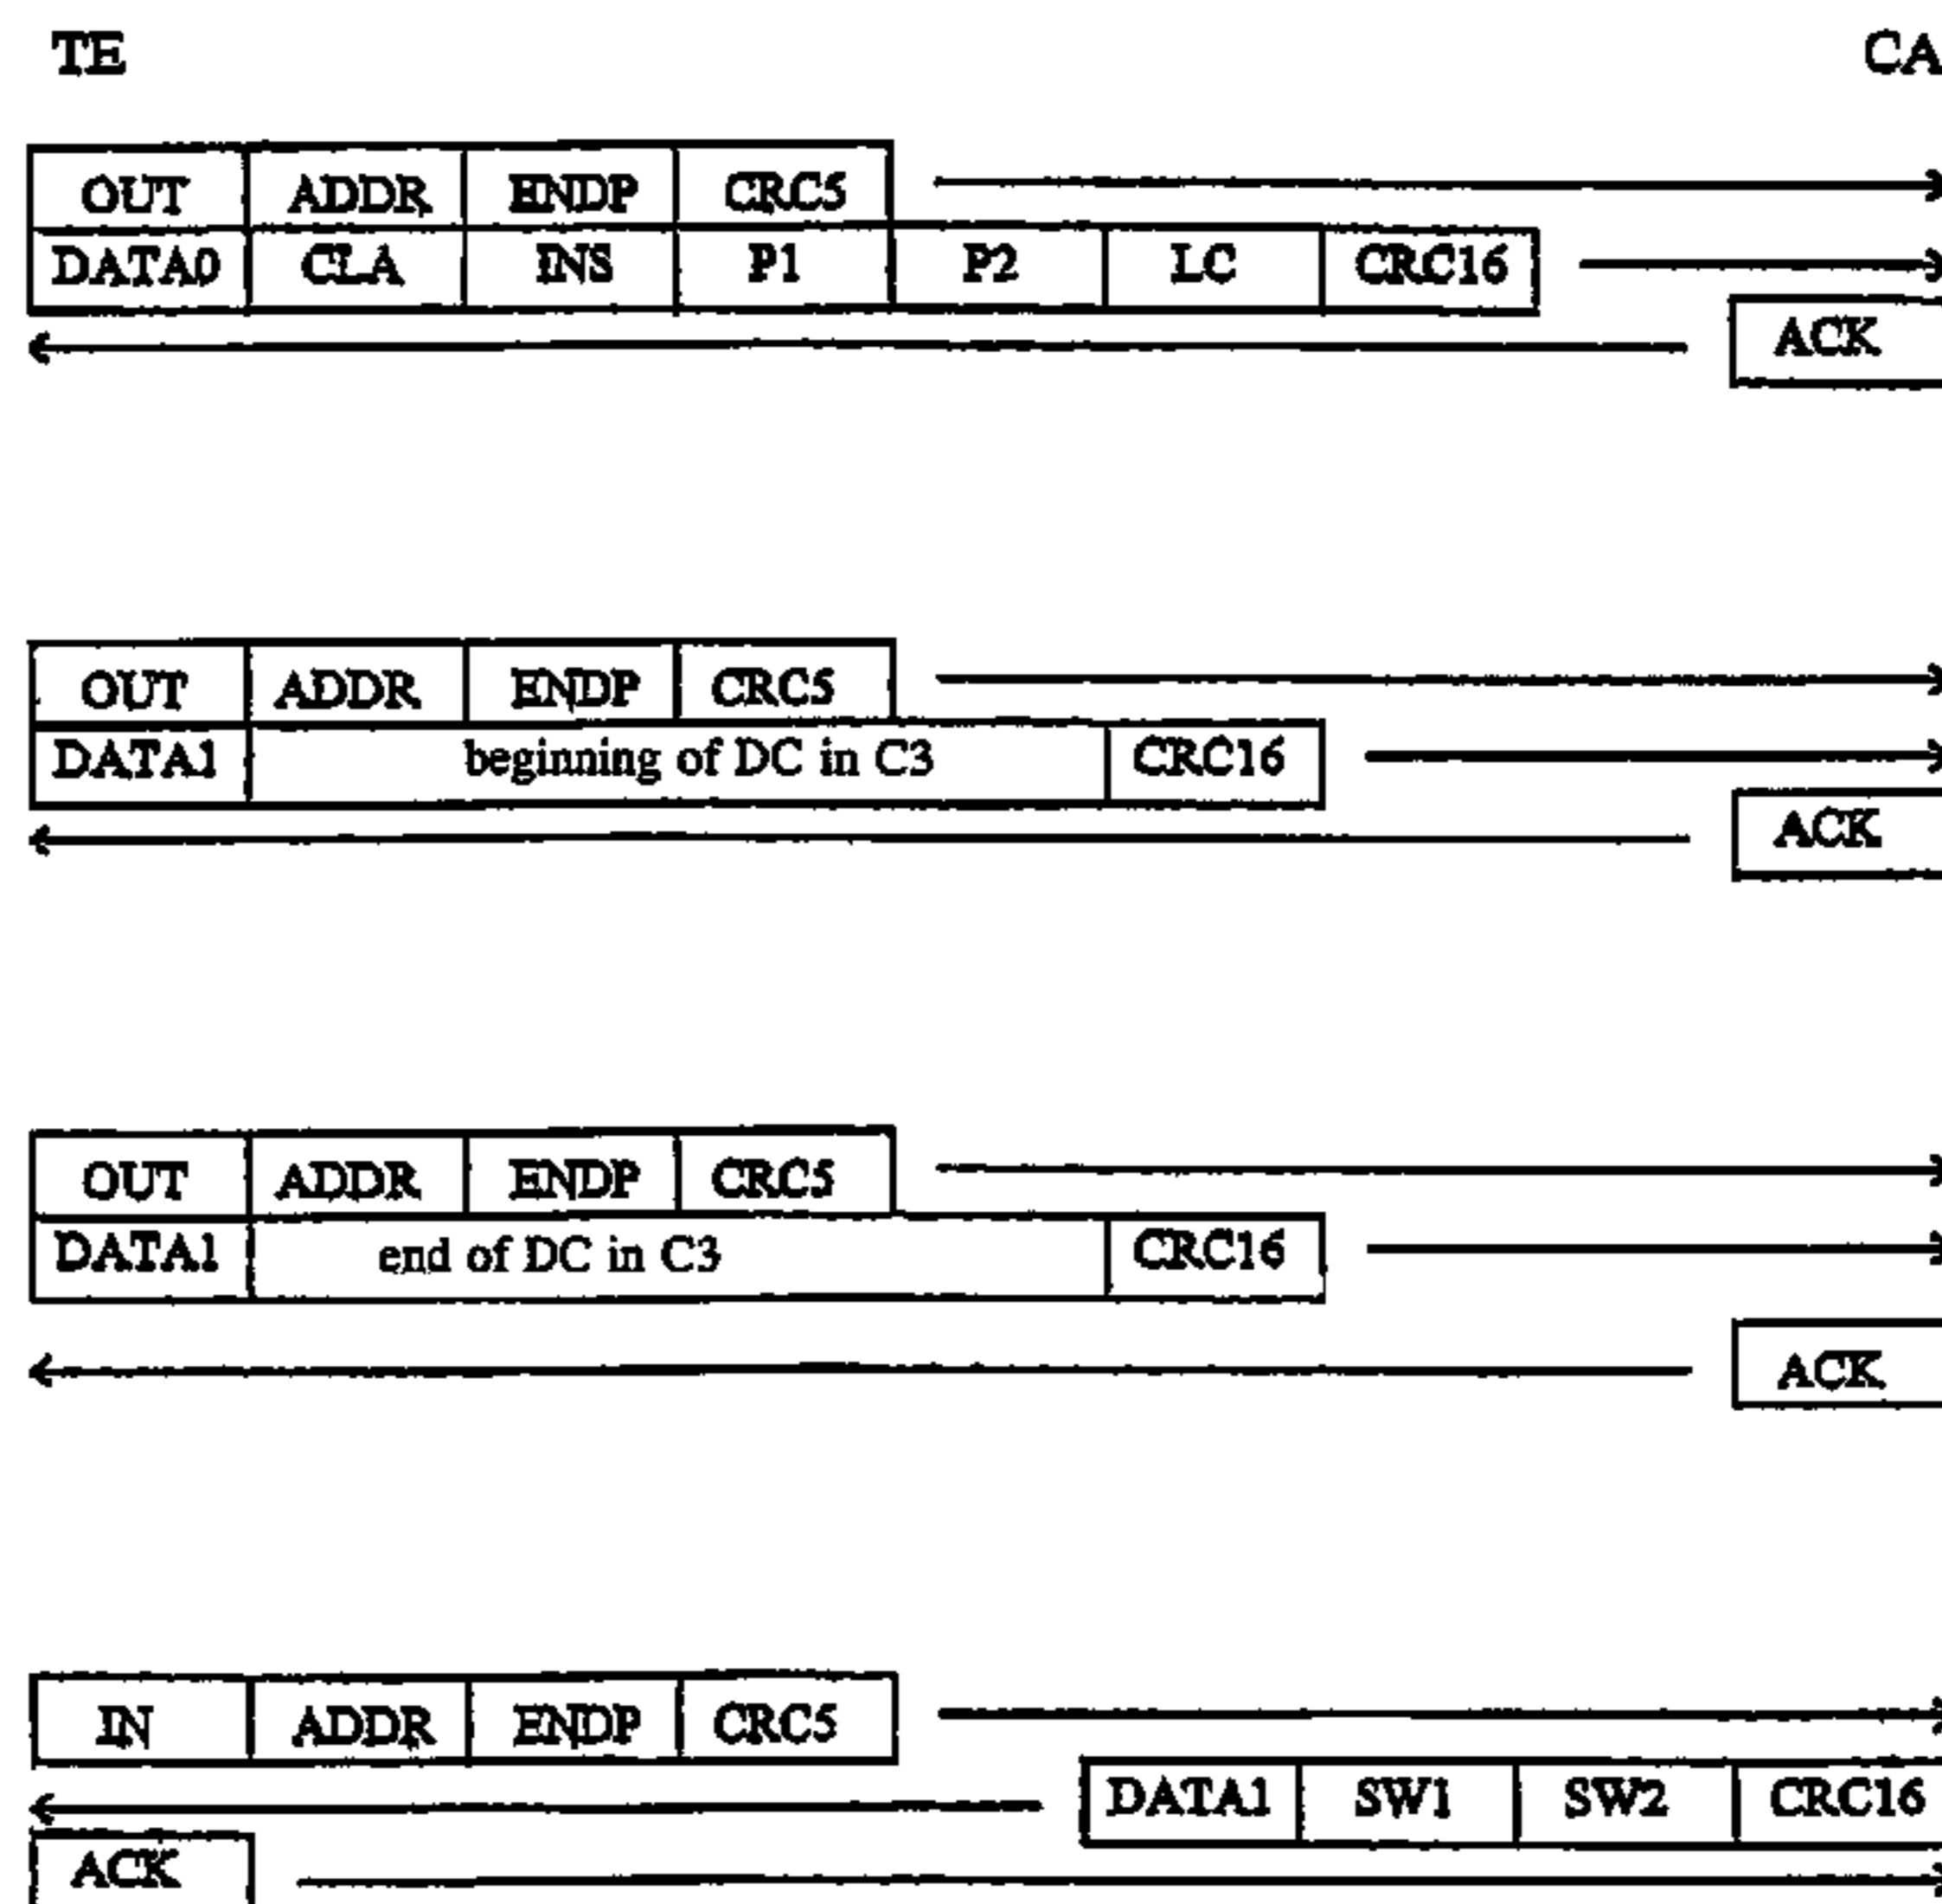 TE CA
OUT ADDR ENDP CRC5
DATA0 CLA INS P1 P2 LC CRC16
ACK
OUT ADDR ENDP CRC5
DATA1 beginning of DC in C3 CRC16
ACK
OUT ADDR ENDP CRC5
DATA1 end of DC in C3 CRC16
ACK
IN ADDR ENDP CRC5
DATA1 SW1 SW2 CRC16
ACK